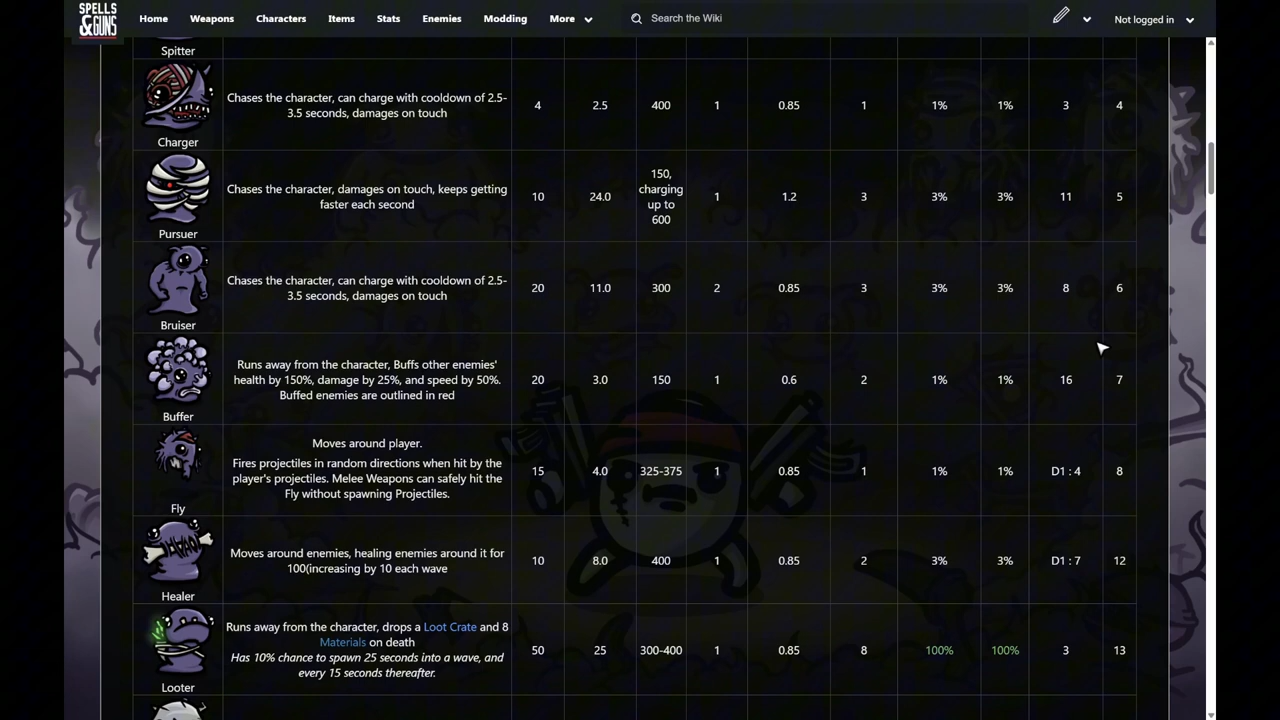 SPELLS
&GUNS
Home Weapons Characters Items Stats Enemies Modding More Search the Wiki Not logged in
Spitter
Chases the character, can charge with cooldown of 2.5-
3.5 seconds, damages on touch
4 2.5 400 1 0.85 1 1% 1% 3 4
Charger
Chases the character, damages on touch, keeps getting
faster each second
10 24.0
150,
charging
up to
600
1 1.2 3 3% 3% 11 5
Pursuer
Chases the character, can charge with cooldown of 2.5-
3.5 seconds, damages on touch
20 11.0 300 2 0.85 3 3% 3% 8 6
Bruiser
Runs away from the character, Buffs other enemies'
health by 150%, damage by 25%, and speed by 50%.
Buffed enemies are outlined in red
20 3.0 150 1 0.6 2 1% 1% 16 7
Buffer
Moves around player.
Fires projectiles in random directions when hit by the
player's projectiles. Melee Weapons can safely hit the
Fly without spawning Projectiles.
15 4.0 325-375 1 0.85 1 1% 1% D1 : 4 8
Fly
Moves around enemies, healing enemies around it for
100(increasing by 10 each wave
10 8.0 400 1 0.85 2 3% 3% D1 : 7 12
Healer
Runs away from the character, drops a Loot Crate and 8
Materials on death
Has 10% chance to spawn 25 seconds into a wave, and
every 15 seconds thereafter.
50 25 300-400 1 0.85 8 100% 100% 3 13
Looter